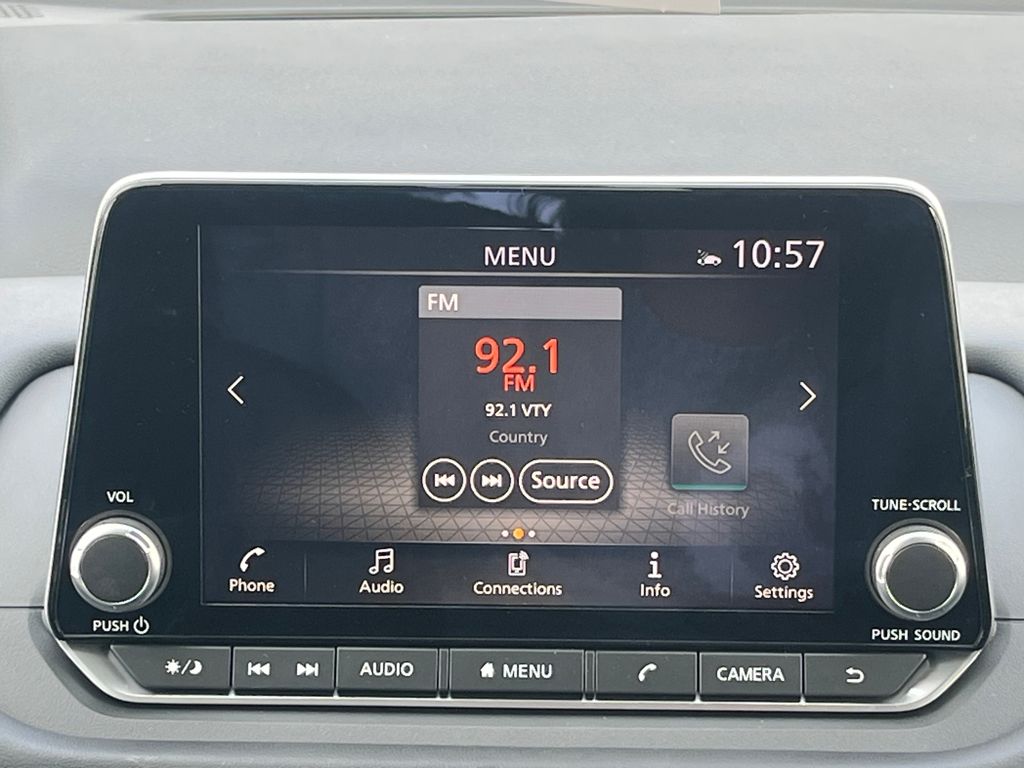 MENU
10:57
FM
92.1
FM
92.1 VTY
Country
Source
Call History
Phone
Audio
Connections
Info
Settings
VOL
PUSH
TUNE·SCROLL
PUSH SOUND
AUDIO
MENU
CAMERA